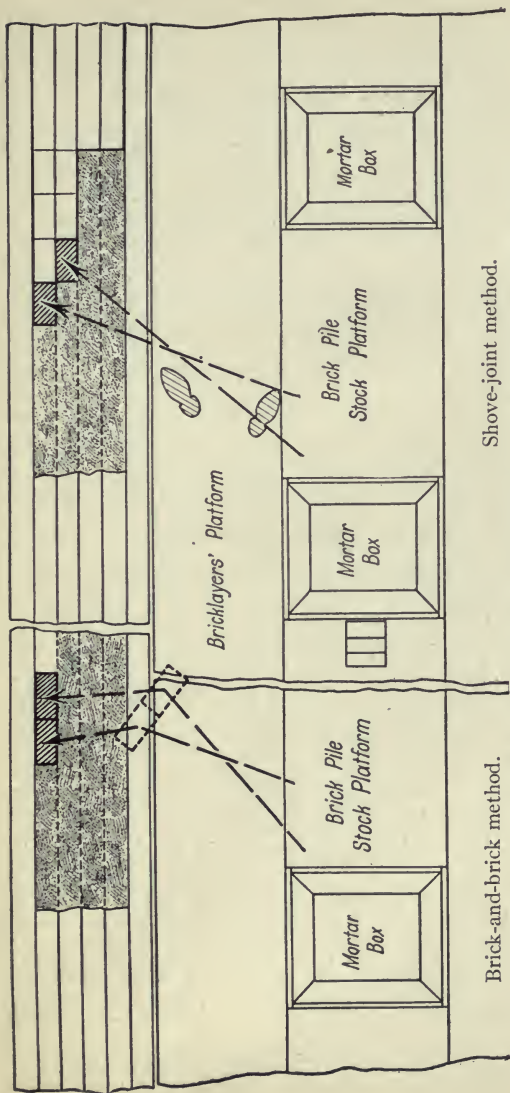 Bricklayers' Platform
Mortar
Box
Brick Pile
Stock Platform
Mortar
Box
Brick Pile
Stock Platform
Mortar
Box
Brick-and-brick method.
Shove-joint method.